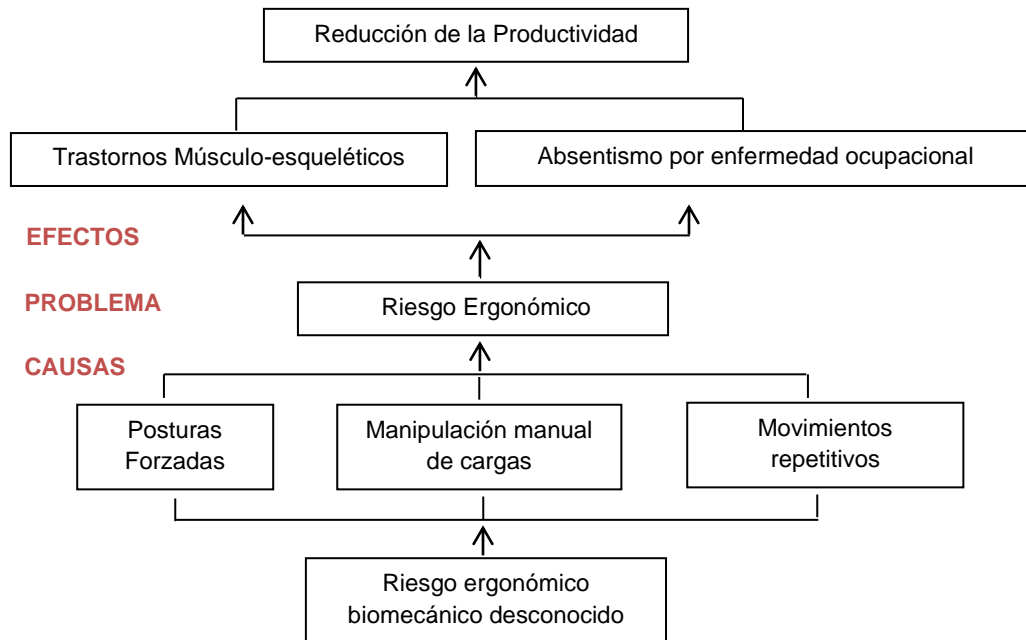 Reducción de la Productividad
Trastornos Músculo-esqueléticos
Absentismo por enfermedad ocupacional
EFECTOS
PROBLEMA
Riesgo Ergonómico
CAUSAS
Posturas
Forzadas
Manipulación manual
de cargas
Movimientos
repetitivos
Riesgo ergonómico
biomecánico desconocido